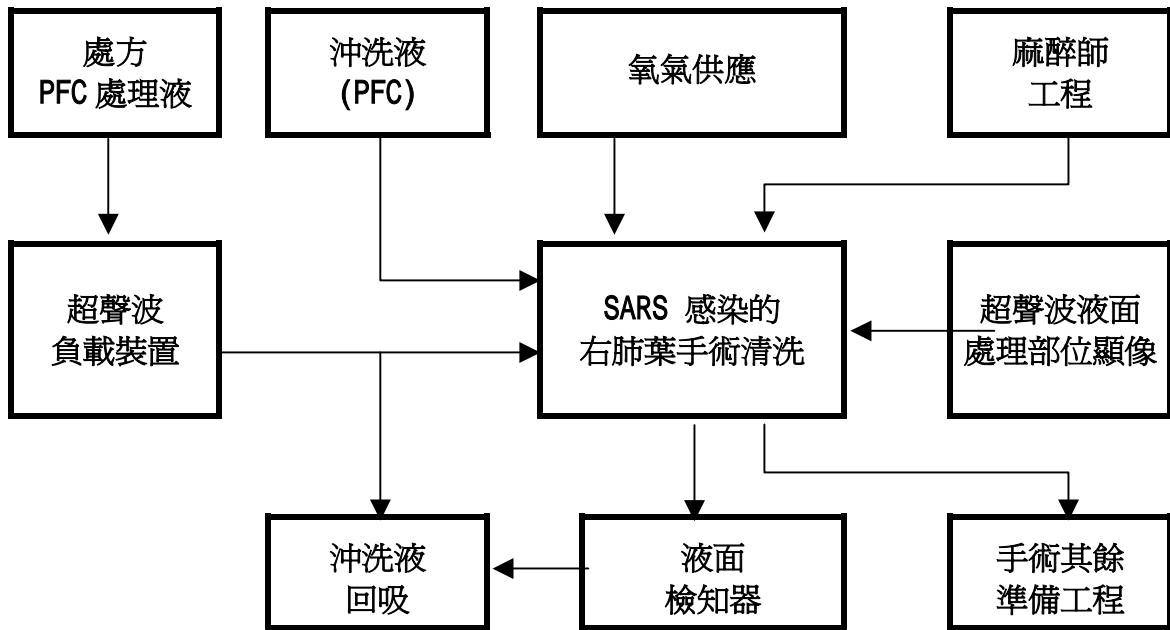 處方
PFC 處理液
沖洗液
(PFC)
氧氣供應
麻醉師
工程
超聲波
負載裝置
SARS 感染的
右肺葉手術清洗
超聲波液面
處理部位顯像
沖洗液
回吸
液面
檢知器
手術其餘
準備工程